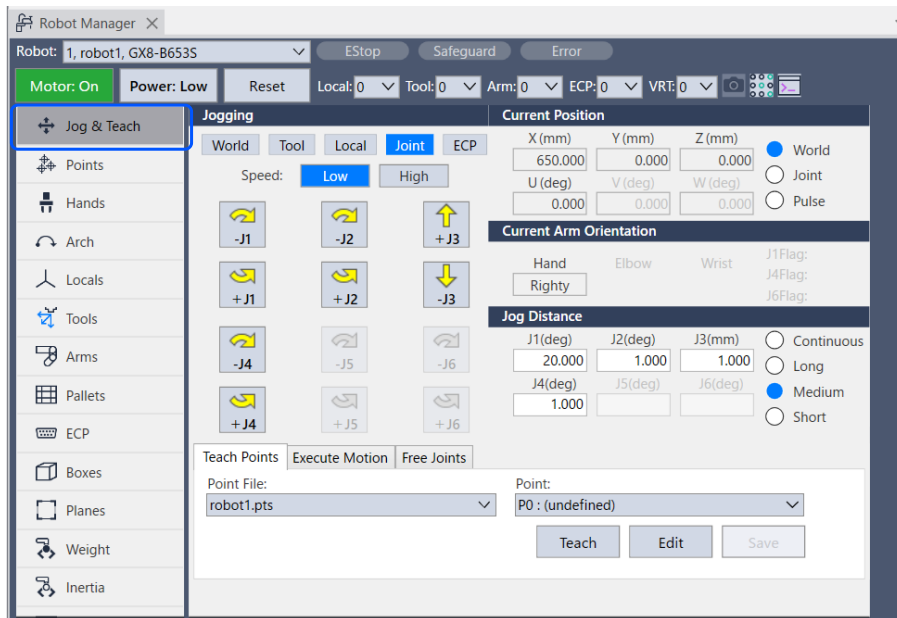 Robot Manager
Robot: 1, robot1, GX8-B653S EStop Safeguard Error
Motor: On Power: Low Reset Local: 0 Tool: 0 Arm: 0 ECP: 0 VRT: 0
Jog & Teach
Points
Hands
Arch
Locals
Tools
Arms
Pallets
ECP
Boxes
Planes
Weight
Inertia
Jogging
World Tool Local Joint ECP
Speed: Low High
-J1 -J2 +J3
+J1 +J2 -J3
-J4 -J5 -J6
+J4 +J5 +J6
Current Position
X (mm) Y (mm) Z (mm)
650.000 0.000 0.000
U (deg) V (deg) W (deg)
0.000 0.000 0.000
World
Joint
Pulse
Current Arm Orientation
Hand Elbow Wrist
Righty
J1Flag:
J4Flag:
J6Flag:
Jog Distance
J1(deg) J2(deg) J3(mm)
20.000 1.000 1.000
J4(deg) J5(deg) J6(deg)
1.000
Continuous
Long
Medium
Short
Teach Points Execute Motion Free Joints
Point File: Point:
robot1.pts P0 : (undefined)
Teach Edit Save